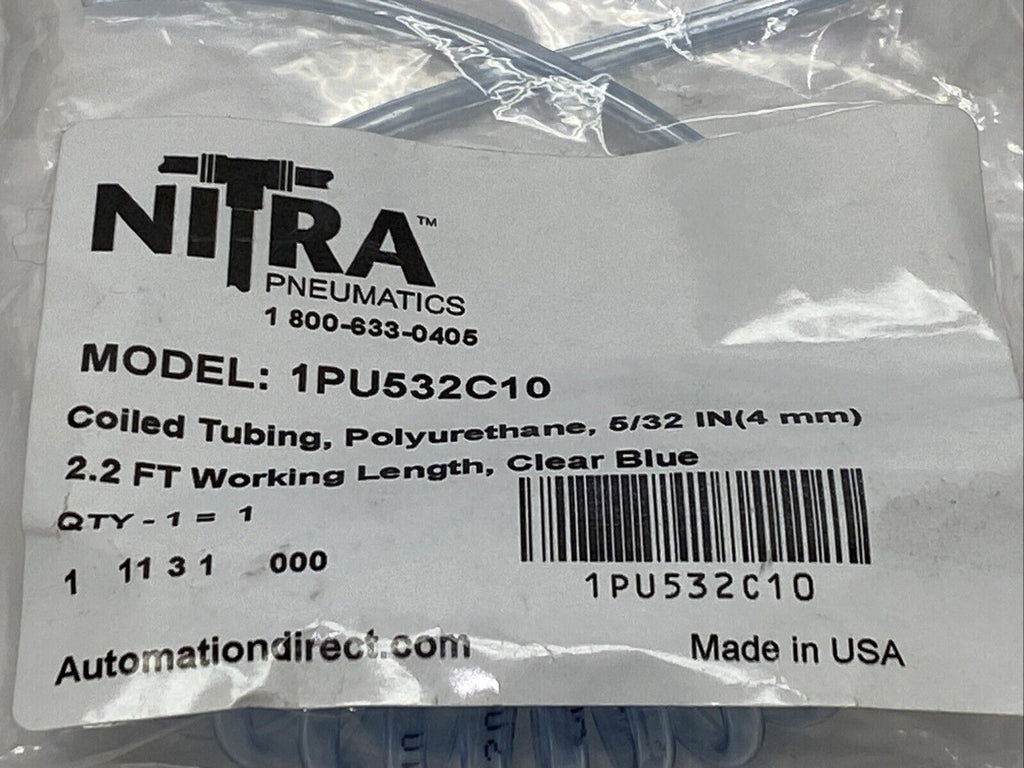 NITRA™
PNEUMATICS
1 800-633-0405
MODEL: 1PU532C10
Coiled Tubing, Polyurethane, 5/32 IN(4 mm)
2.2 FT Working Length, Clear Blue
QTY - 1 = 1
1 11 3 1 000
1PU532C10
Automationdirect.com
Made in USA